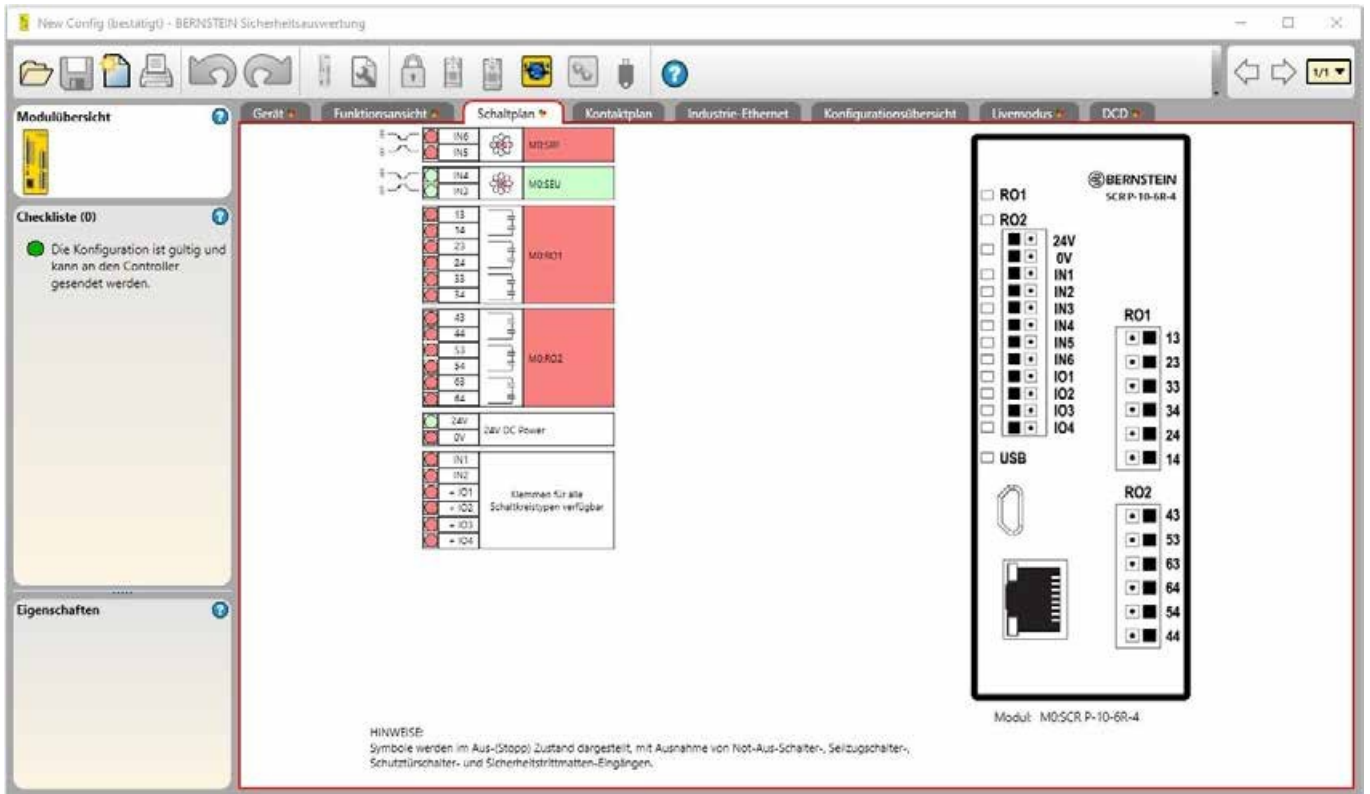 New Config (bestätigt) - BERNSTEIN Sicherheitsauswertung
1/1
Modulübersicht
Gerät
Funktionsansicht
Schaltplan
Kontaktplan
Industrie-Ethernet
Konfigurationsübersicht
Livemodus
DCD
Checkliste (0)
Die Konfiguration ist gültig und
kann an den Controller
gesendet werden.
Eigenschaften
IN6
IN5
IN4
IN3
M0:SEU
13
14
23
24
33
34
M0:RO1
43
44
53
54
63
64
M0:RO2
24V
0V
24V DC Power
IN1
IN2
+ IO1
+ IO2
+ IO3
+ IO4
Klemmen für alle
Schaltkreistypen verfügbar
BERNSTEIN
SCR P-10-6R-4
RO1
RO2
24V
0V
IN1
IN2
IN3
IN4
IN5
IN6
IO1
IO2
IO3
IO4
USB
RO1
13
23
33
34
24
14
RO2
43
53
63
64
54
44
Modul: M0:SCR P-10-6R-4
HINWEISE:
Symbole werden im Aus-(Stopp) Zustand dargestellt, mit Ausnahme von Not-Aus-Schalter-, Seilzugschalter-,
Schutztürschalter- und Sicherheitstrittmatten-Eingängen.